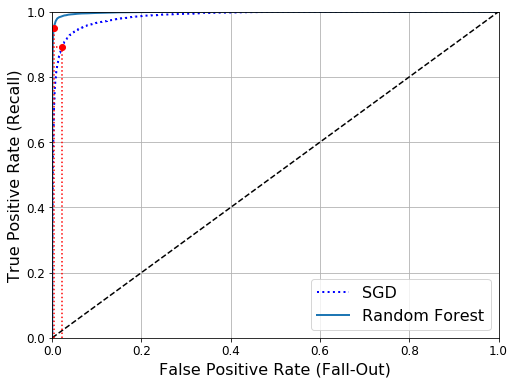 1.0
0.8
0.6
0.4
0.2
0.0
0.0 0.2 0.4 0.6 0.8 1.0
True Positive Rate (Recall)
False Positive Rate (Fall-Out)
SGD
Random Forest